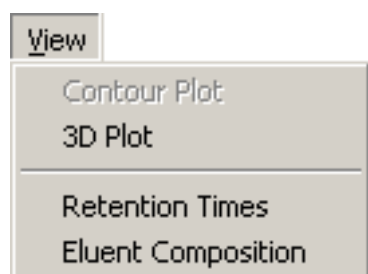 View
Contour Plot
3D Plot
Retention Times
Eluent Composition